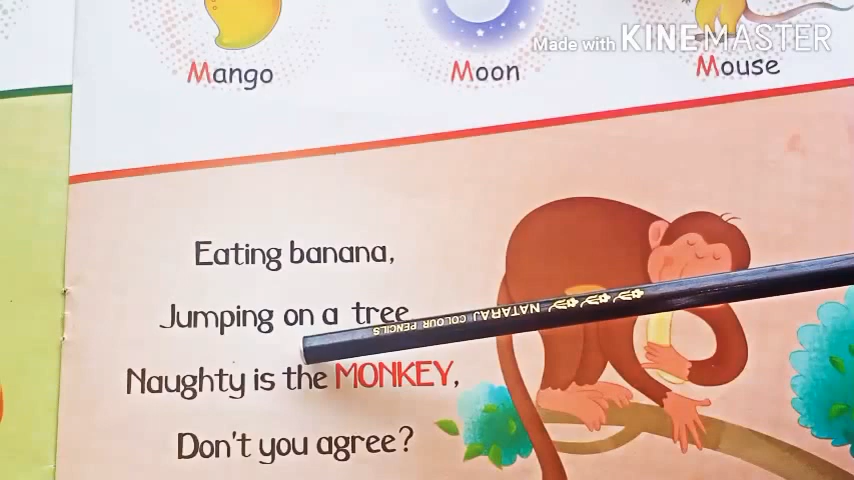 Made with KINEMASTER
Mango
Moon
Mouse
Eating banana,
Jumping on a tree
NATARAJ COLOUR PENCILS
Naughty is the MONKEY,
Don't you agree?